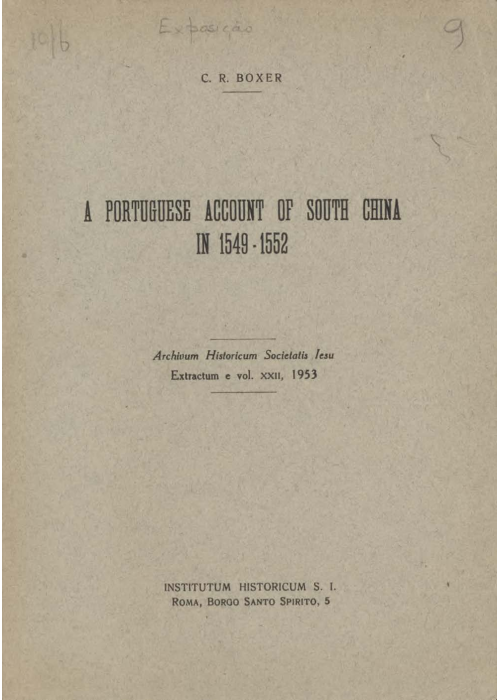 10/6 Exposição 9
C. R. BOXER
A PORTUGUESE ACCOUNT OF SOUTH CHINA
IN 1549-1552
Archivum Historicum Societatis Iesu
Extractum e vol. XXII, 1953
INSTITUTUM HISTORICUM S. I.
ROMA, BORGO SANTO SPIRITO, 5